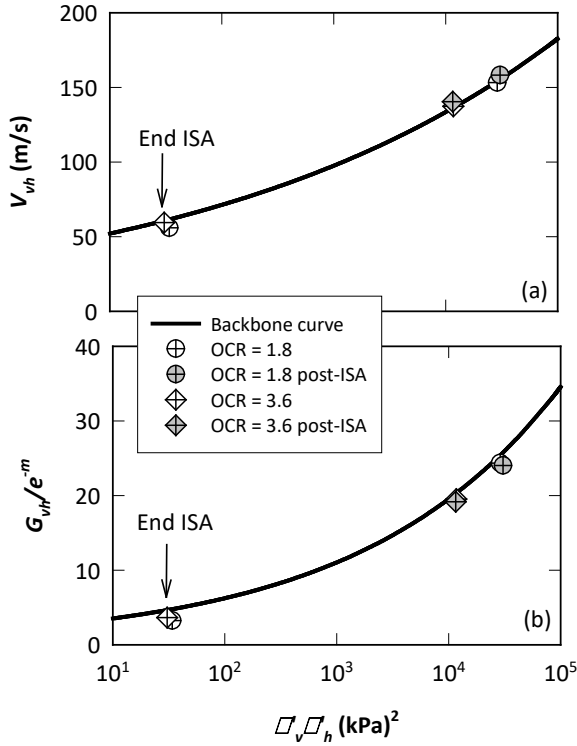 200
150
100
50
0
V_vh (m/s)
End ISA
(a)
Backbone curve
OCR = 1.8
OCR = 1.8 post-ISA
OCR = 3.6
OCR = 3.6 post-ISA
40
30
20
10
0
G_vh/e^-m
End ISA
(b)
10^1 10^2 10^3 10^4 10^5
□'_v□'_h (kPa)^2